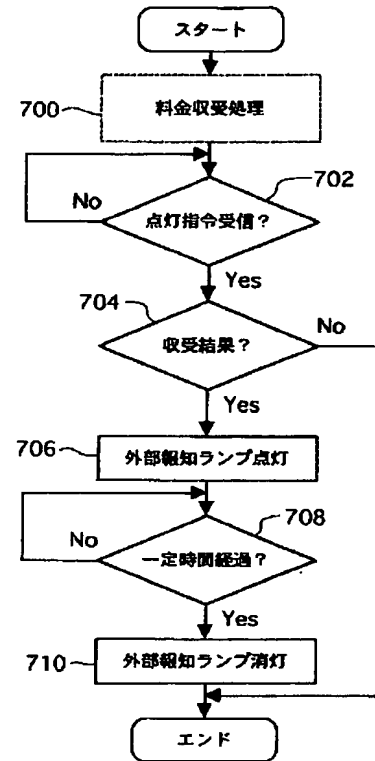 スタート
700
料金収受処理
702
No
点灯指令受信？
Yes
704
No
収受結果？
Yes
706
外部報知ランプ点灯
708
No
一定時間経過？
Yes
710
外部報知ランプ消灯
エンド